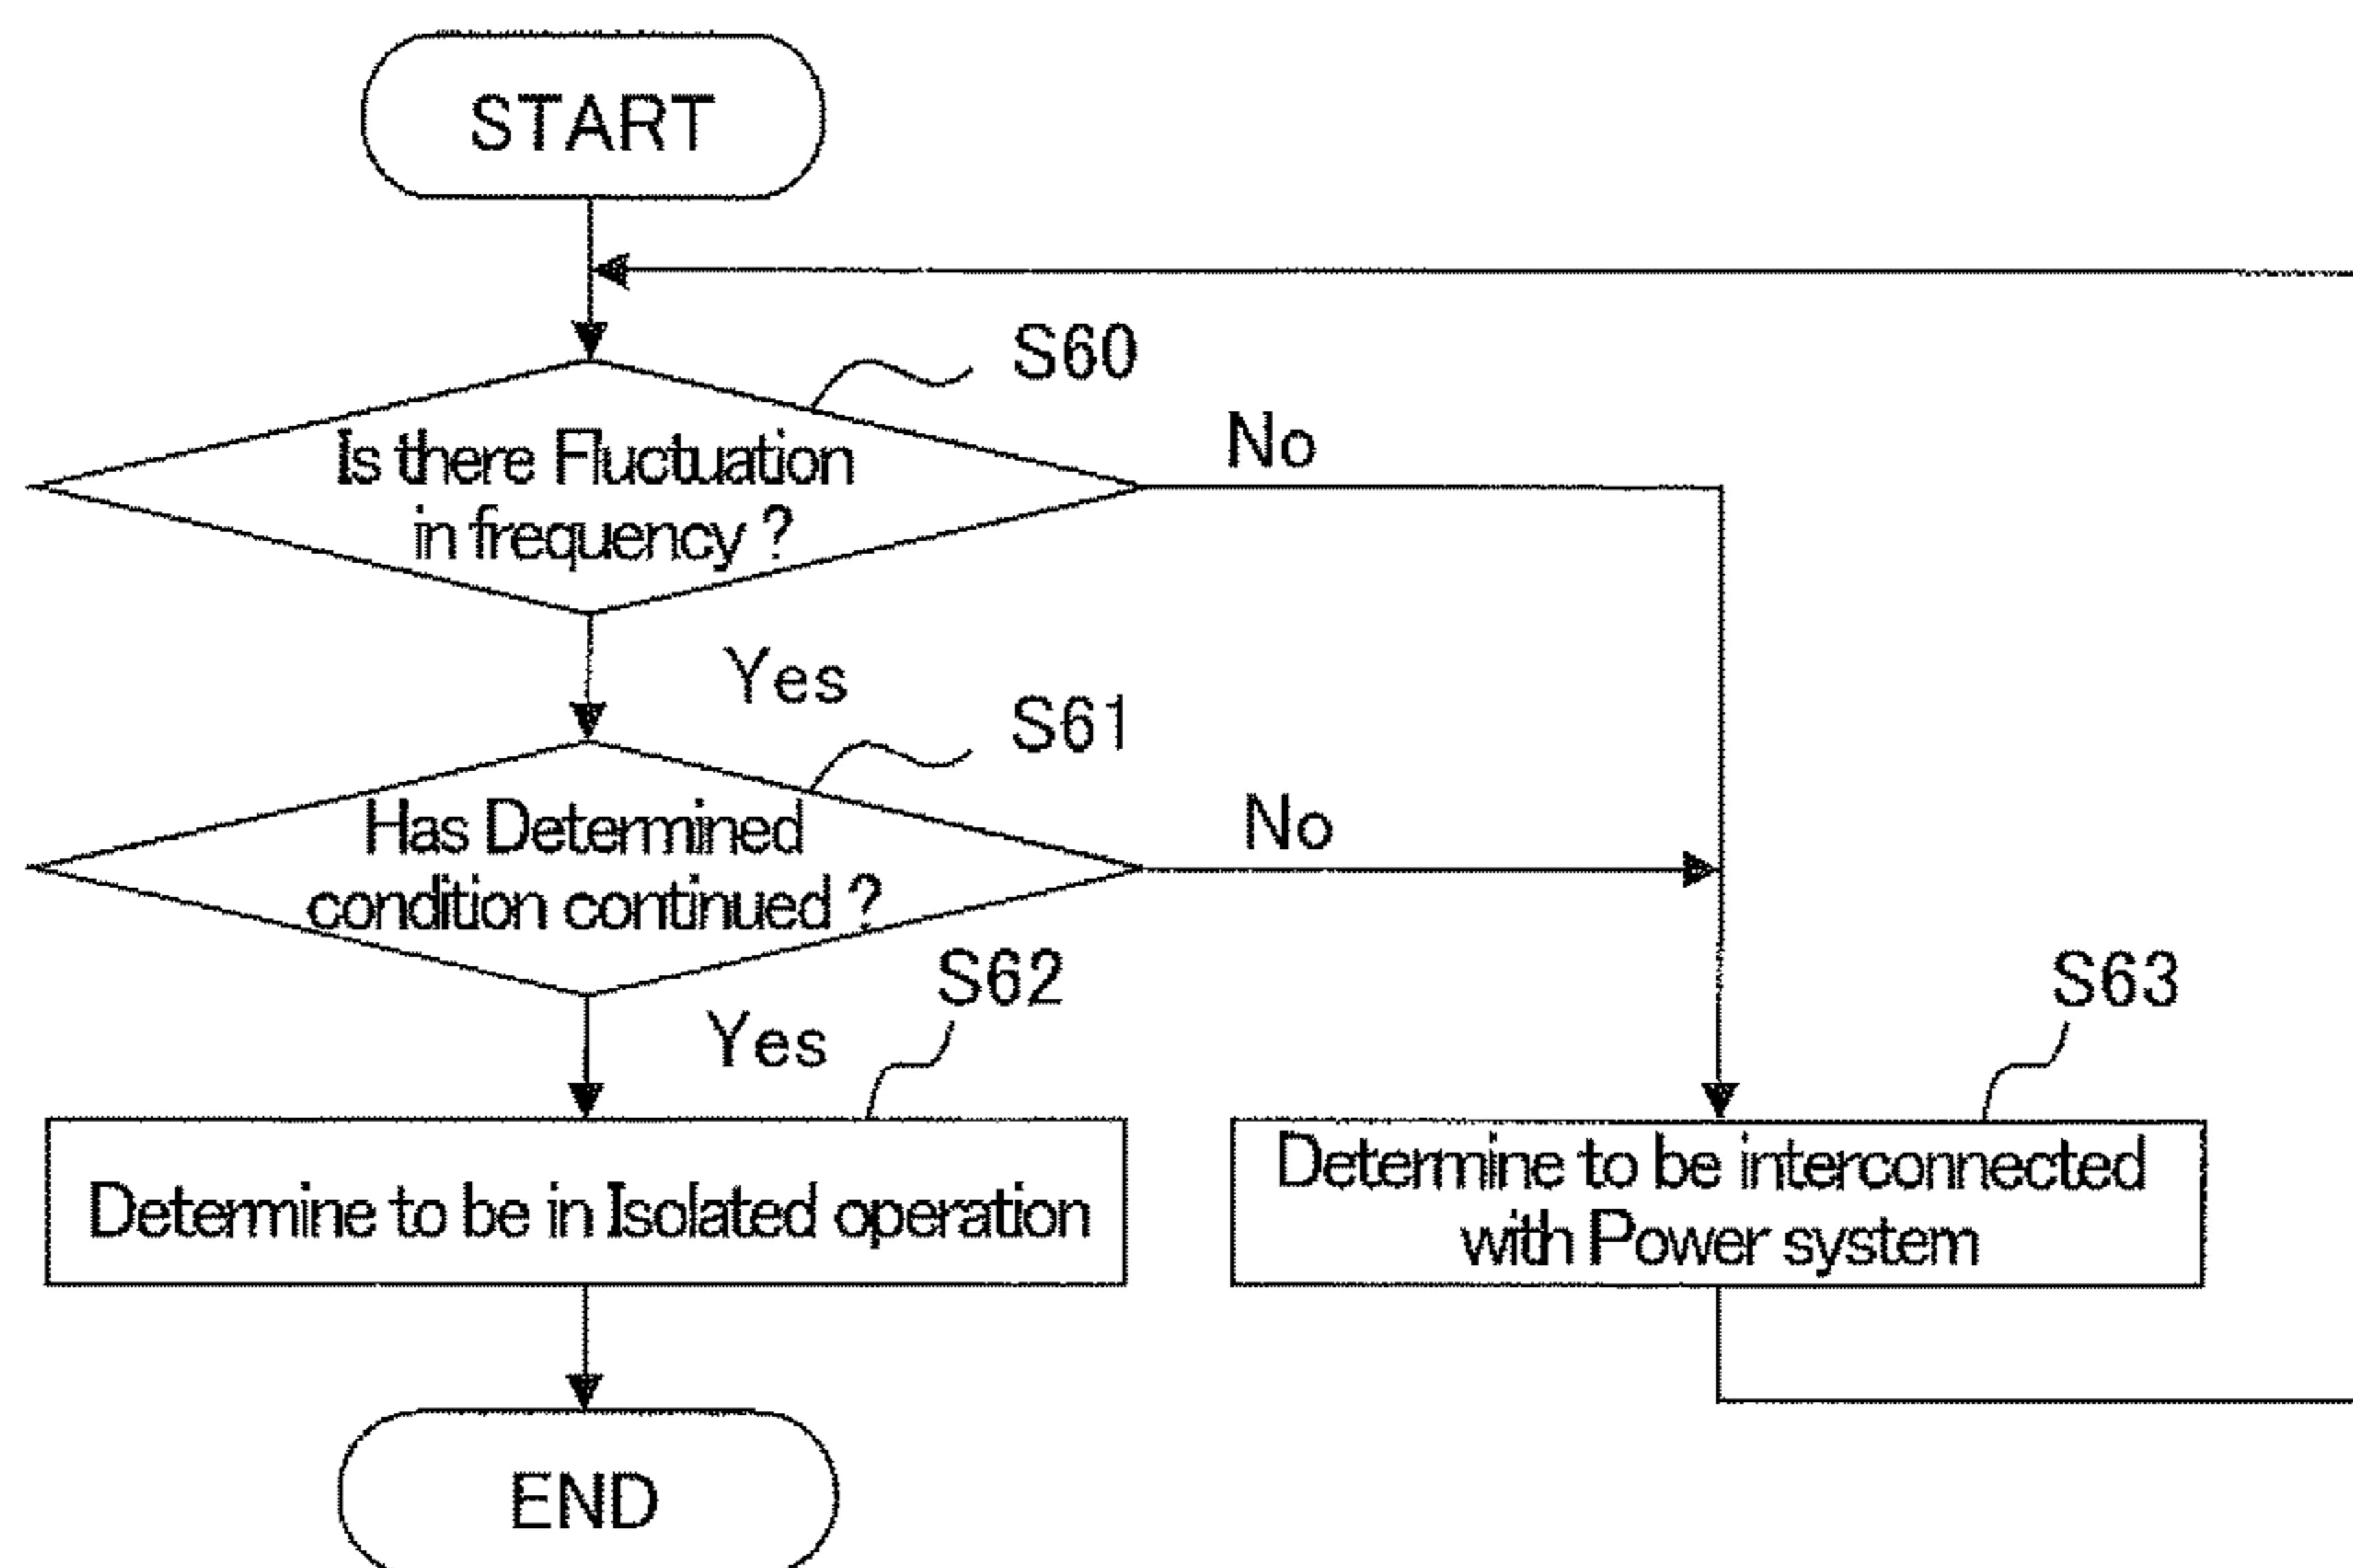 START
S60
Is there Fluctuation
in frequency ?
No
Yes
S61
Has Determined
condition continued ?
No
S62
Yes
S63
Determine to be in Isolated operation
Determine to be interconnected
with Power system
END